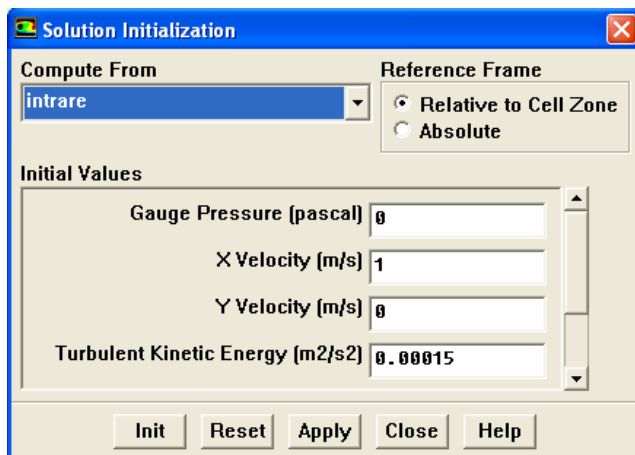 Solution Initialization
Compute From
intrare
Reference Frame
Relative to Cell Zone
Absolute
Initial Values
Gauge Pressure (pascal) 0
X Velocity (m/s) 1
Y Velocity (m/s) 0
Turbulent Kinetic Energy (m2/s2) 0.00015
Init Reset Apply Close Help